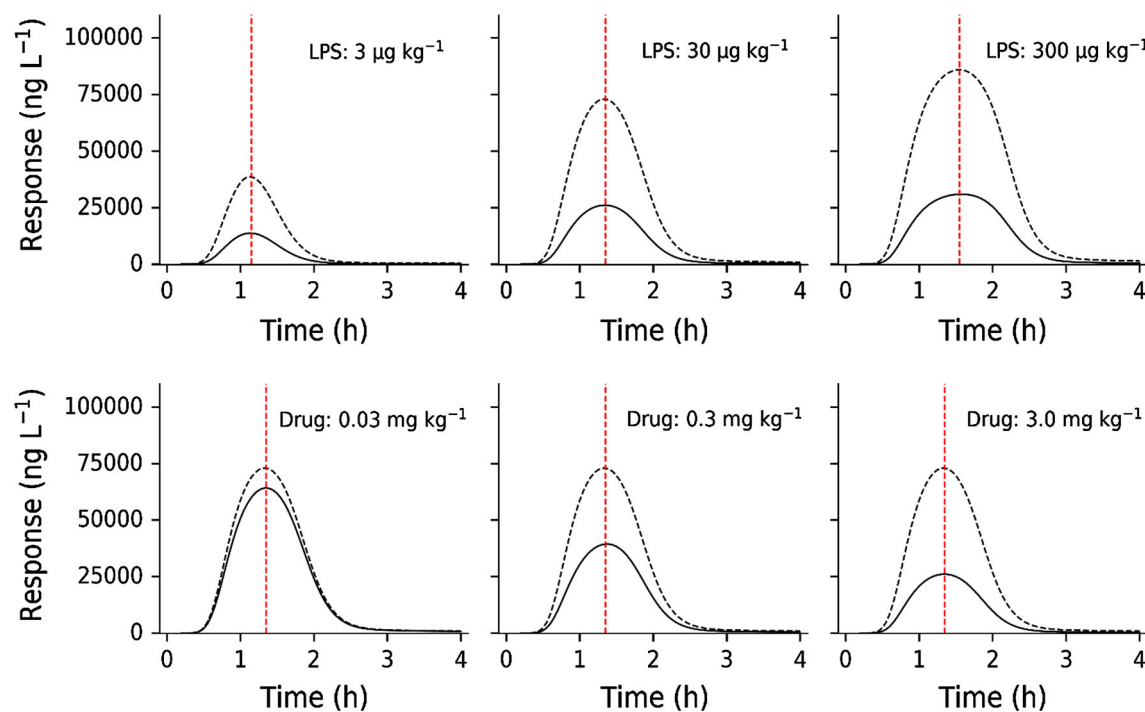 LPS: 3 μg kg⁻¹
LPS: 30 μg kg⁻¹
LPS: 300 μg kg⁻¹
Response (ng L⁻¹)
100000
75000
50000
25000
0
0 1 2 3 4
0 1 2 3 4
0 1 2 3 4
Time (h)
Time (h)
Time (h)
Drug: 0.03 mg kg⁻¹
Drug: 0.3 mg kg⁻¹
Drug: 3.0 mg kg⁻¹
Response (ng L⁻¹)
100000
75000
50000
25000
0
0 1 2 3 4
0 1 2 3 4
0 1 2 3 4
Time (h)
Time (h)
Time (h)